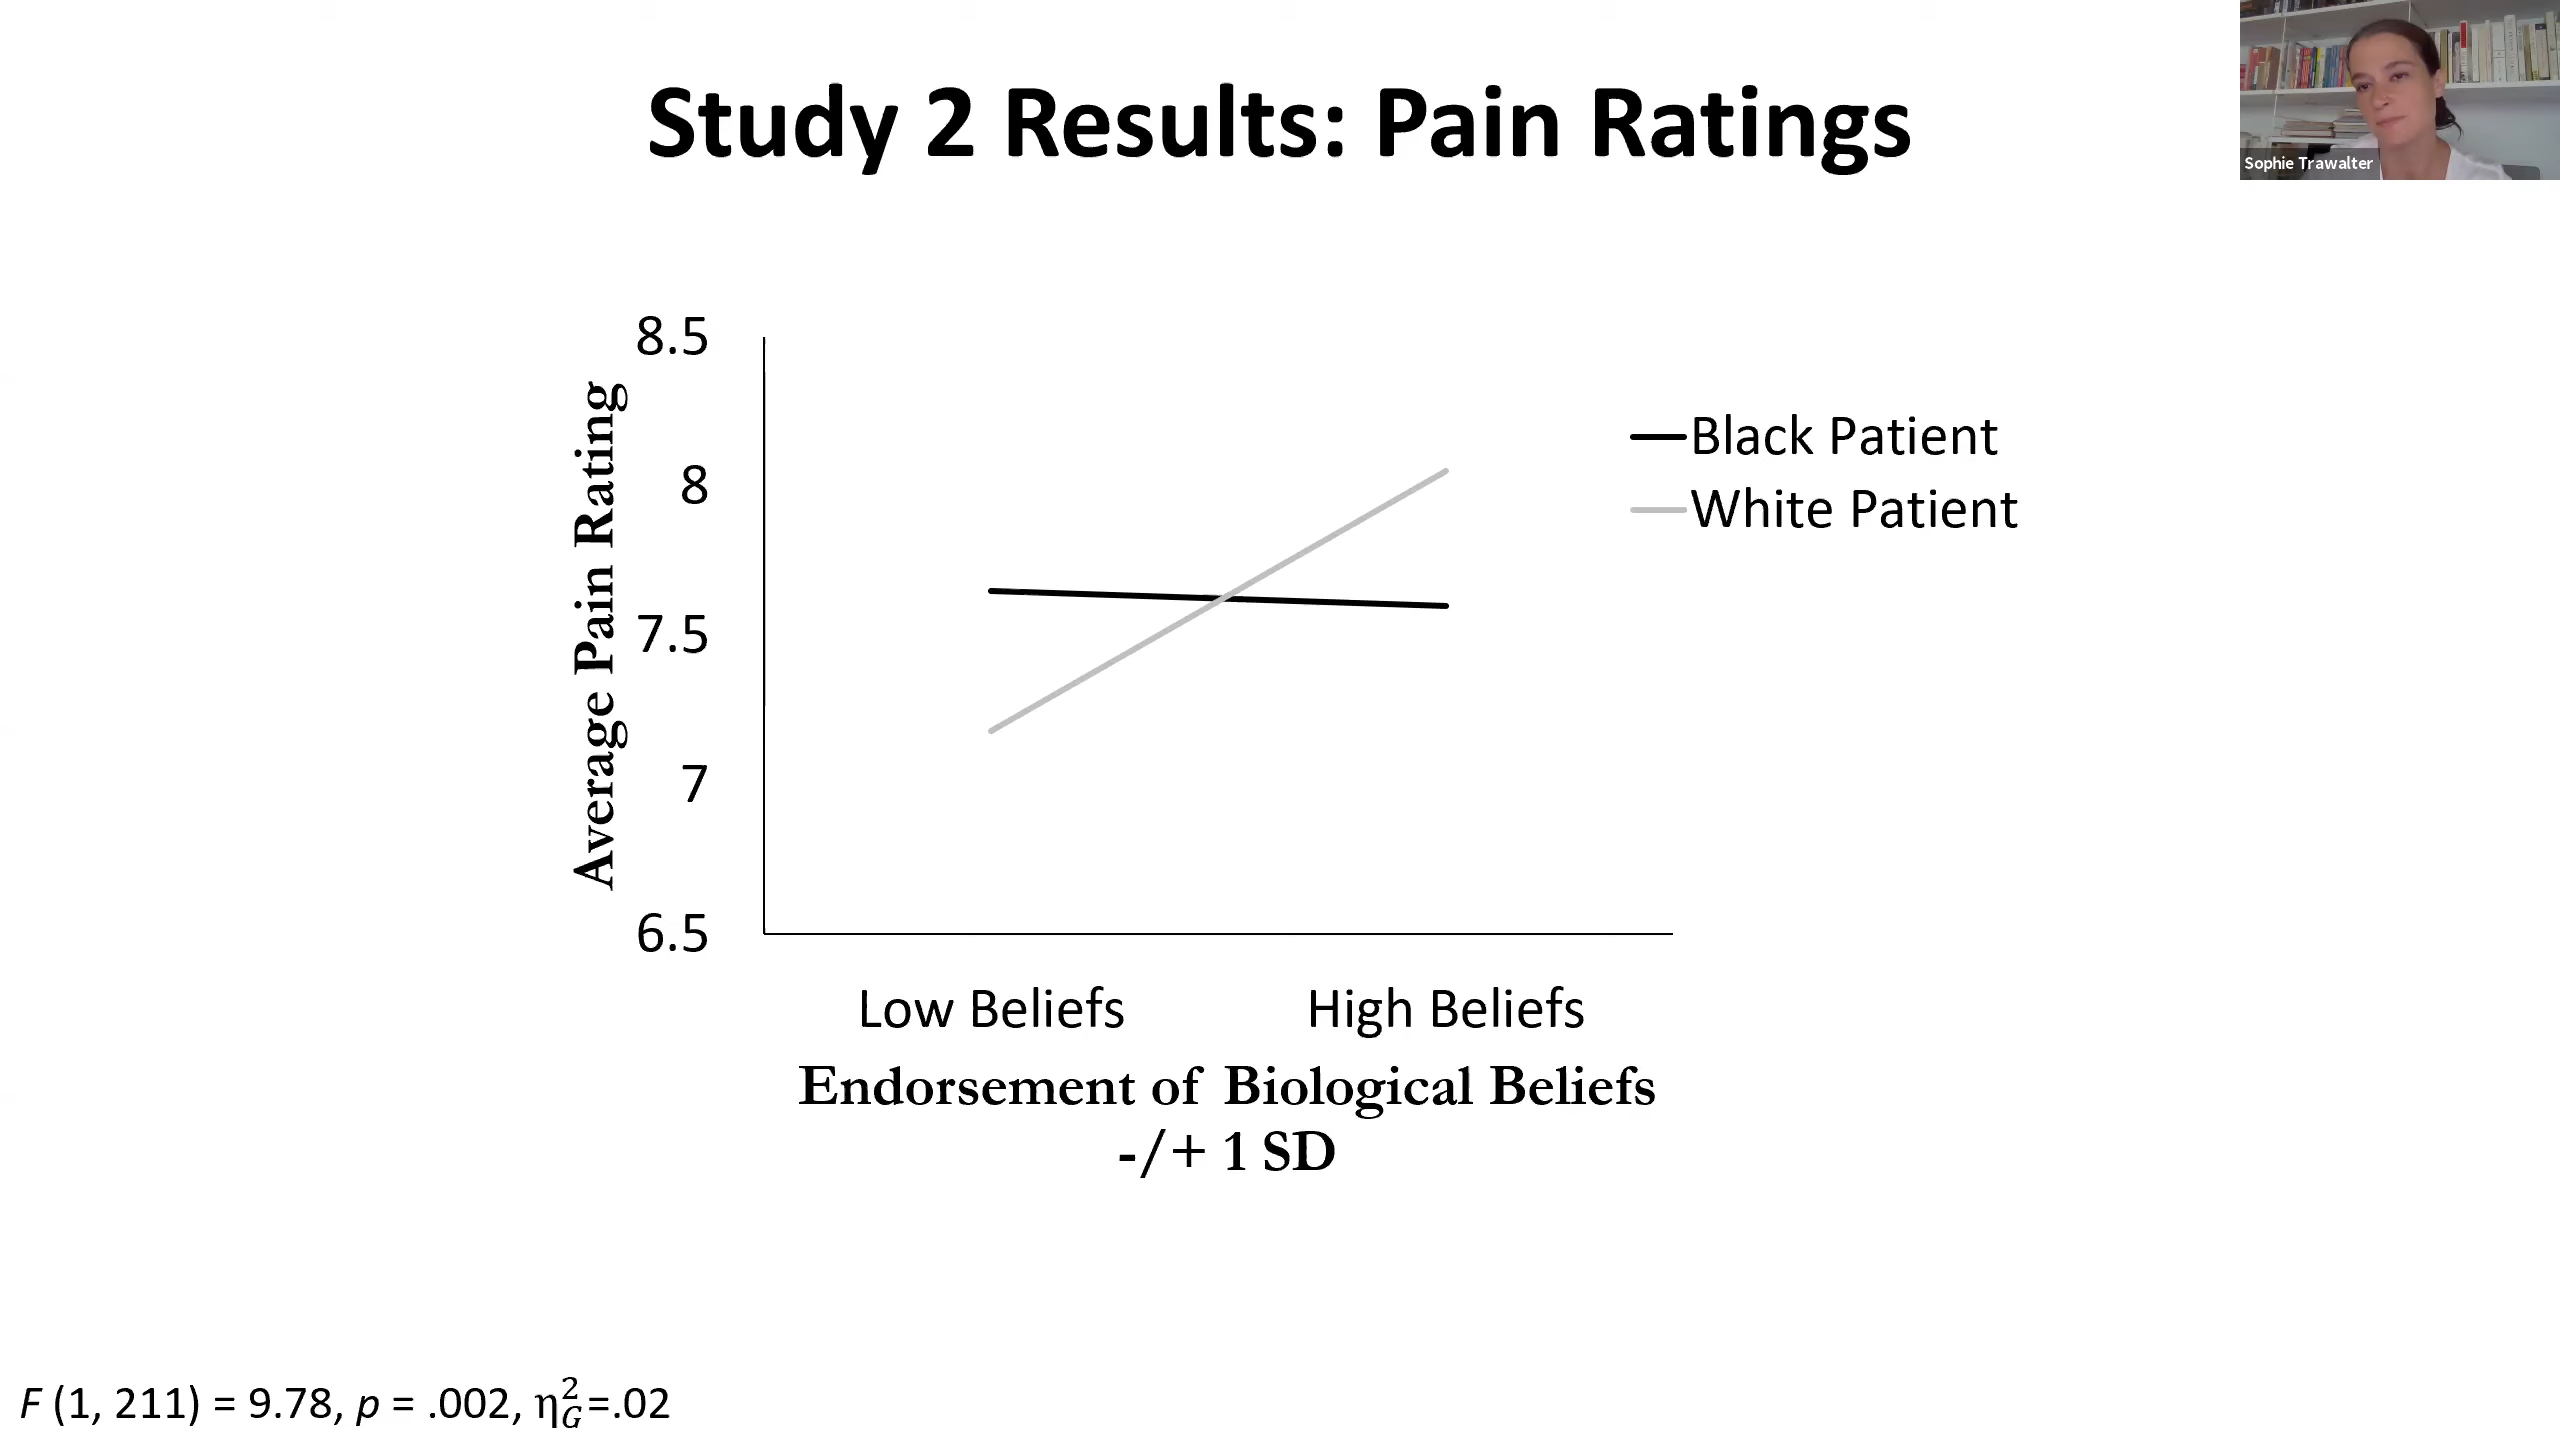 Study 2 Results: Pain Ratings
Sophie Trawalter
8.5
8
7.5
7
6.5
Average Pain Rating
Black Patient
White Patient
Low Beliefs High Beliefs
Endorsement of Biological Beliefs
-/+ 1 SD
F (1, 211) = 9.78, p = .002, η²G=.02